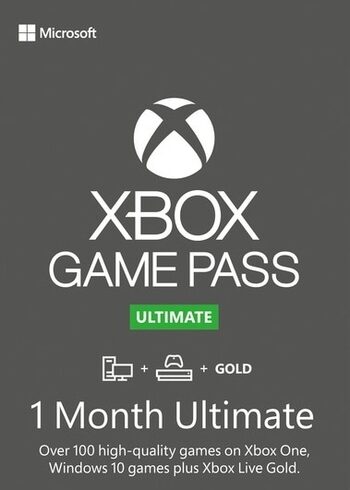 Microsoft
XBOX
GAME PASS
ULTIMATE
+ + GOLD
1 Month Ultimate
Over 100 high-quality games on Xbox One,
Windows 10 games plus Xbox Live Gold.